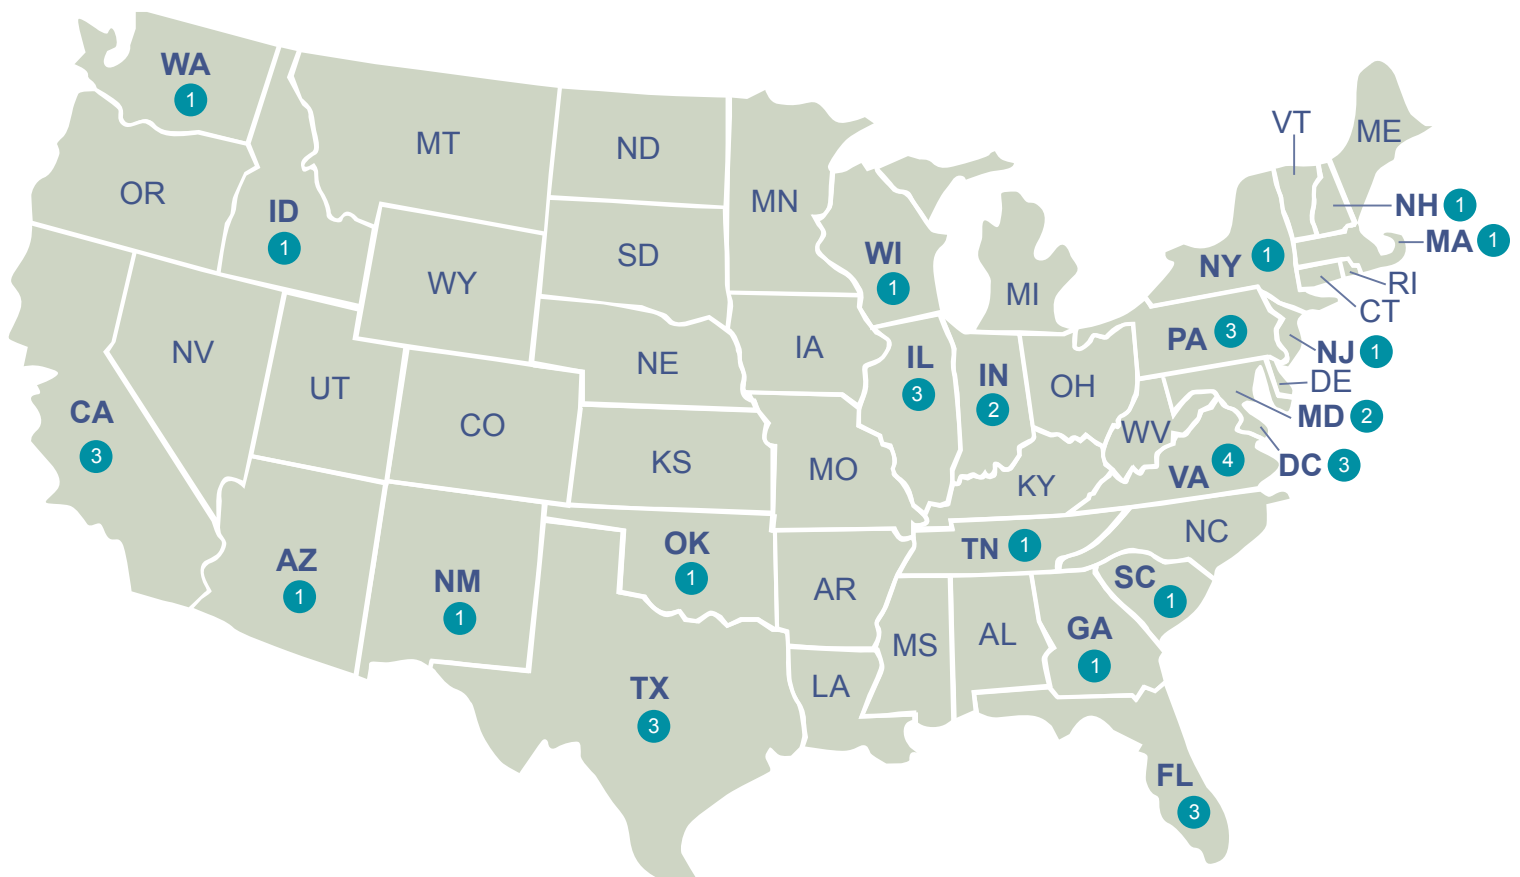 WA
1
MT
ND
MN
VT
ME
OR
ID
1
NH 1
MA 1
SD
WI
1
NY 1
WY
MI
RI
CT
NV
NE
IA
IL
3
IN
2
OH
PA 3
NJ 1
DE
UT
CA
3
CO
KS
MO
WV
MD 2
DC 3
VA 4
KY
NC
AZ
1
NM
1
OK
1
AR
TN 1
SC
1
MS
AL
GA
1
TX
3
LA
FL
3